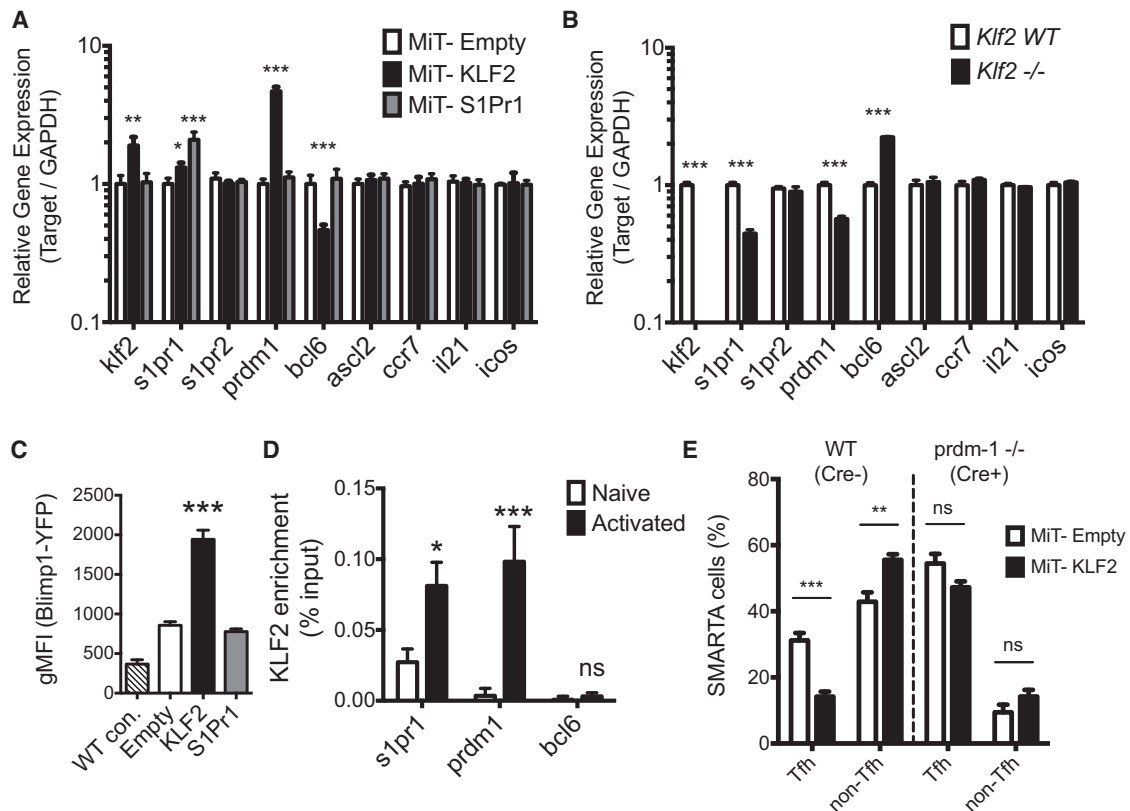 A
Relative Gene Expression
(Target / GAPDH)
10
1
0.1
MiT- Empty
MiT- KLF2
MiT- S1Pr1
**
*
***
***
***
klf2
s1pr1
s1pr2
prdm1
bcl6
ascl2
ccr7
il21
icos
B
Relative Gene Expression
(Target / GAPDH)
10
1
0.1
Klf2 WT
Klf2 -/-
***
***
***
***
klf2
s1pr1
s1pr2
prdm1
bcl6
ascl2
ccr7
il21
icos
C
gMFI (Blimp1-YFP)
2500
2000
1500
1000
500
0
***
WT con.
Empty
KLF2
S1Pr1
D
KLF2 enrichment
(% input)
0.15
0.10
0.05
0.00
Naive
Activated
*
***
ns
s1pr1
prdm1
bcl6
E
WT
(Cre-)
prdm-1 -/-
(Cre+)
SMARTA cells (%)
80
60
40
20
0
***
**
ns
ns
MiT- Empty
MiT- KLF2
Tfh
non-Tfh
Tfh
non-Tfh